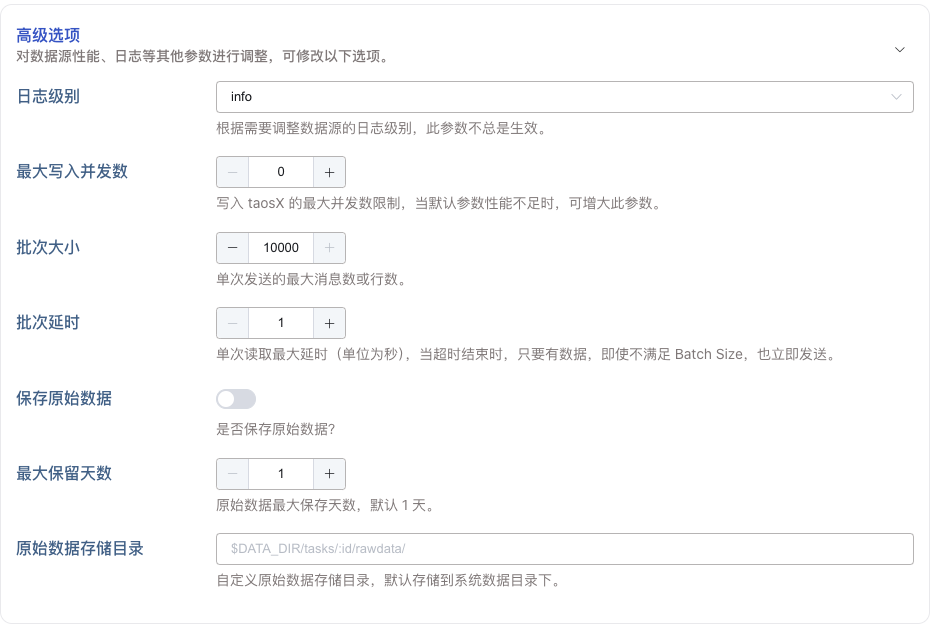 高级选项
对数据源性能、日志等其他参数进行调整，可修改以下选项。
日志级别
info
根据需要调整数据源的日志级别，此参数不总是生效。
最大写入并发数
0
写入 taosX 的最大并发数限制，当默认参数性能不足时，可增大此参数。
批次大小
10000
单次发送的最大消息数或行数。
批次延时
1
单次读取最大延时（单位为秒），当超时结束时，只要有数据，即使不满足 Batch Size，也立即发送。
保存原始数据
是否保存原始数据?
最大保留天数
1
原始数据最大保存天数，默认 1 天。
原始数据存储目录
$DATA_DIR/tasks/:id/rawdata/
自定义原始数据存储目录，默认存储到系统数据目录下。